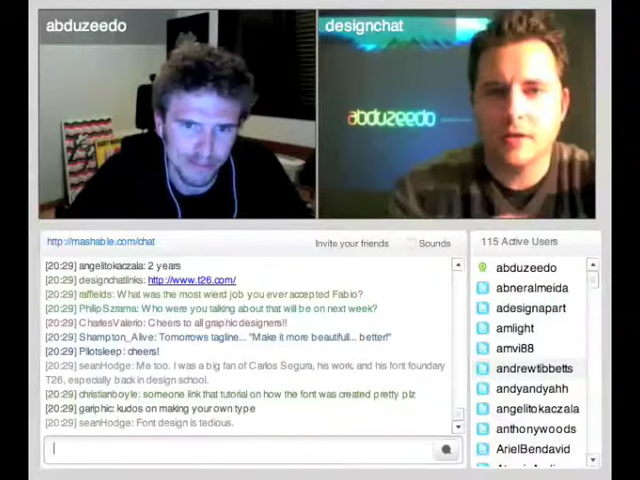 abduzeedo
designchat
abduzeedo
http://mashable.com/chat
Invite your friends
Sounds
115 Active Users
[20:29] angelitokaczala: 2 years
[20:29] designchatlinks: http://www.t26.com/
[20:29] raffields: What was the most wierd job you ever accepted Fabio?
[20:29] PhilipSzrama: Who were you talking about that will be on next week?
[20:29] CharlesValerio: Cheers to all graphic designers!!
[20:29] Shampton_Alive: Tomorrows tagline... "Make it more beautifull... better!"
[20:29] Pilotsleep: cheers!
[20:29] seanHodge: Me too. I was a big fan of Carlos Segura, his work, and his font foundary
T26, especially back in design school.
[20:29] christianboyle: someone link that tutorial on how the font was created pretty plz
[20:29] gariphic: kudos on making your own type
[20:29] seanHodge: Font design is tedious.
abduzeedo
abneralmeida
adesignapart
amlight
amvi88
andrewtibbetts
andyandyahh
angelitokaczala
anthonywoods
ArielBendavid